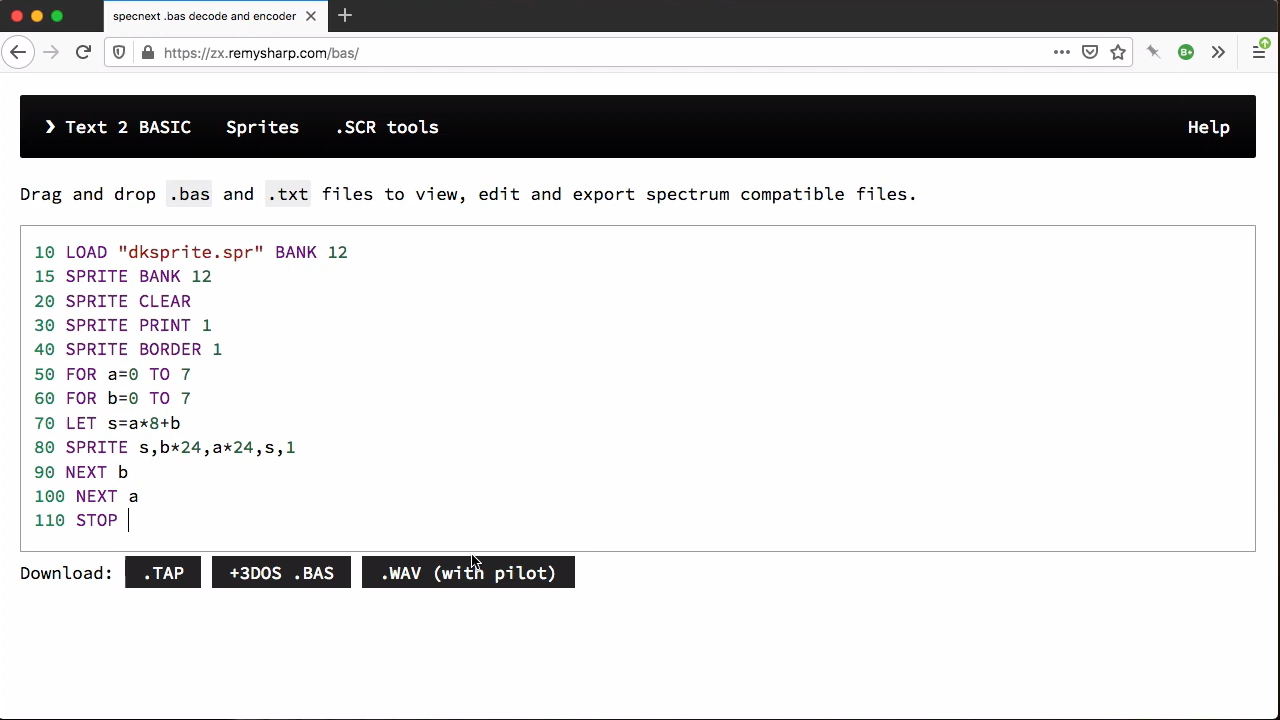 specnext .bas decode and encoder
https://zx.remysharp.com/bas/
❯ Text 2 BASIC Sprites .SCR tools Help
Drag and drop .bas and .txt files to view, edit and export spectrum compatible files.
10 LOAD "dksprite.spr" BANK 12
15 SPRITE BANK 12
20 SPRITE CLEAR
30 SPRITE PRINT 1
40 SPRITE BORDER 1
50 FOR a=0 TO 7
60 FOR b=0 TO 7
70 LET s=a*8+b
80 SPRITE s,b*24,a*24,s,1
90 NEXT b
100 NEXT a
110 STOP
Download: .TAP +3DOS .BAS .WAV (with pilot)